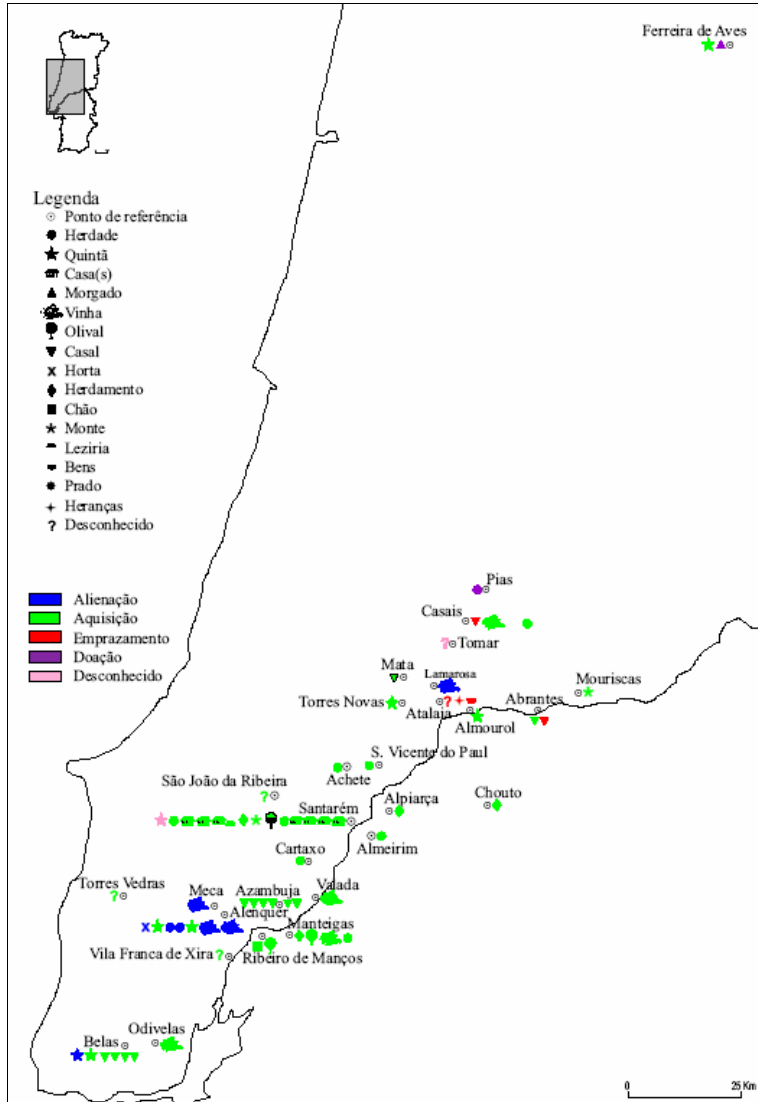 Ferreira de Aves
Legenda
Ponto de referência
Herdade
Quintã
Casa(s)
Morgado
Vinha
Olival
Casal
x Horta
Herdamento
Chão
Monte
Leziria
Bens
Prado
Heranças
? Desconhecido
Alienação
Aquisição
Emprazamento
Doação
Desconhecido
Pias
Casais
? Tomar
Mata
Lamarosa
Mouriscas
Torres Novas
?
Atalaia
Abrantes
Almourol
S. Vicente do Paul
Achete
São João da Ribeira
?
Alpiarça
Chouto
Santarém
Almeirim
Cartaxo
Torres Vedras
?
Meca
Azambuja
Valada
Alenquer
x
Manteigas
Vila Franca de Xira ?
Ribeiro de Manços
Belas
Odivelas
0 25 Km